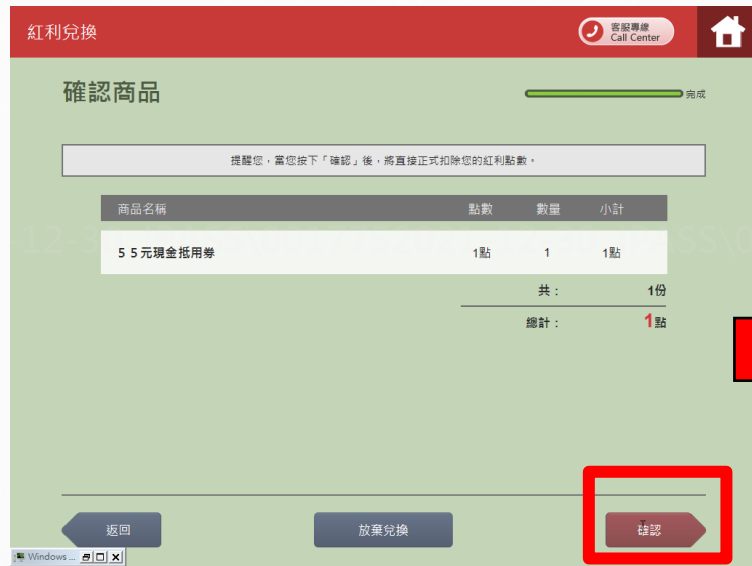 紅利兌換
客服專線
Call Center
確認商品
完成
提醒您，當您按下「確認」後，將直接正式扣除您的紅利點數。
商品名稱 點數 數量 小計
５５元現金抵用券 1點 1 1點
共： 1份
總計： 1點
返回 放棄兌換 確認
Windows ...